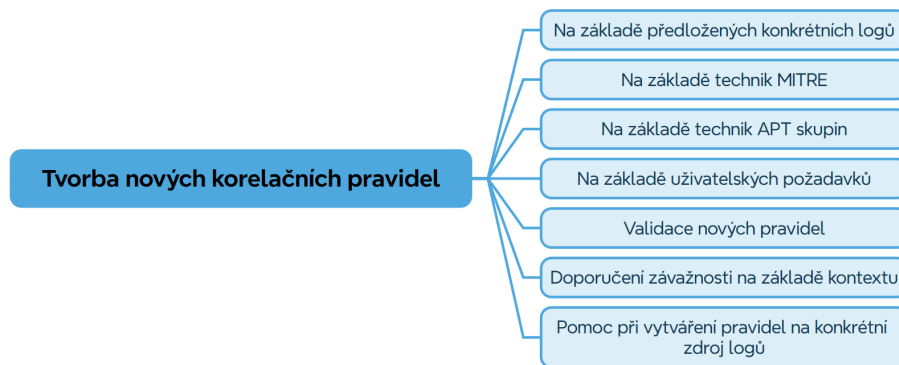 Na základě předložených konkrétních logů
Na základě technik MITRE
Na základě technik APT skupin
Tvorba nových korelačních pravidel
Na základě uživatelských požadavků
Validace nových pravidel
Doporučení závažnosti na základě kontextu
Pomoc při vytváření pravidel na konkrétní
zdroj logů